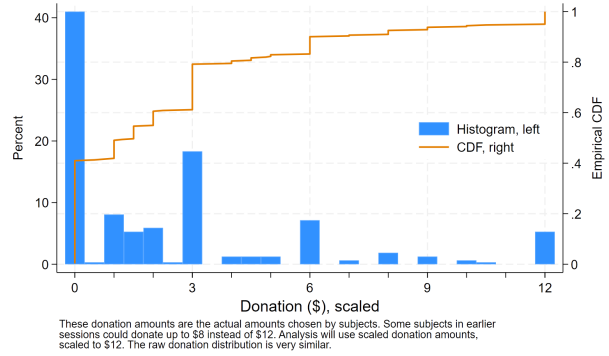 40
30
20
10
0
Percent
1
.8
.6
.4
.2
0
Empirical CDF
Histogram, left
CDF, right
0 3 6 9 12
Donation ($), scaled
These donation amounts are the actual amounts chosen by subjects. Some subjects in earlier
sessions could donate up to $8 instead of $12. Analysis will use scaled donation amounts,
scaled to $12. The raw donation distribution is very similar.